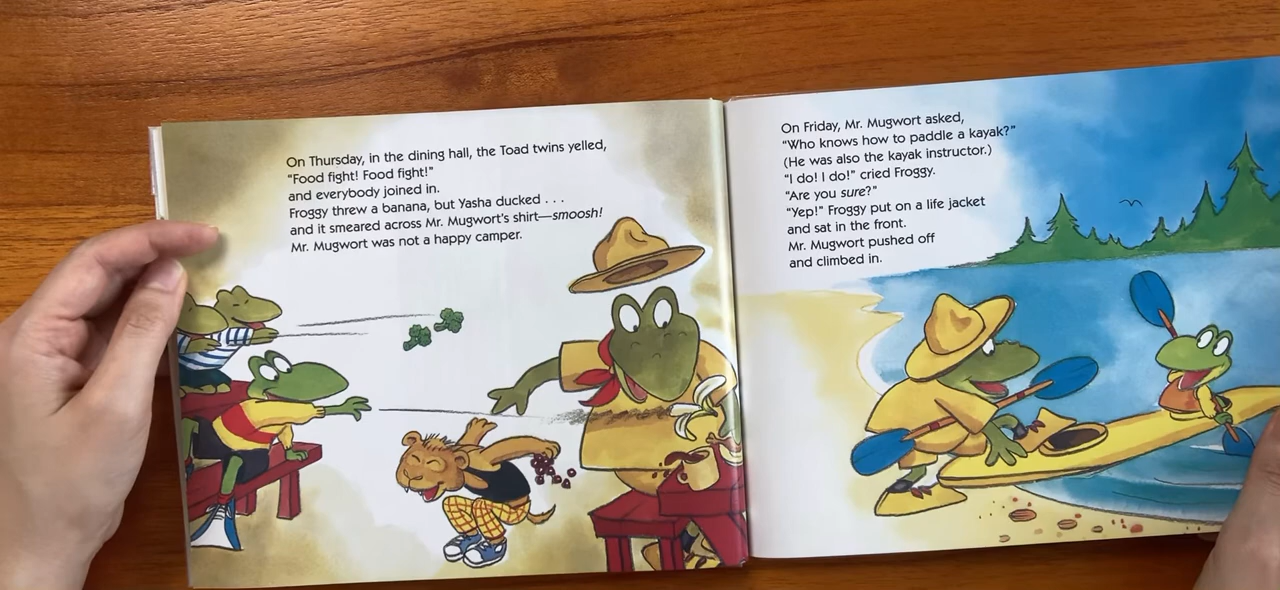 On Thursday, in the dining hall, the Toad twins yelled,
"Food fight! Food fight!"
and everybody joined in.
Froggy threw a banana, but Yasha ducked . . .
and it smeared across Mr. Mugwort's shirt—smoosh!
Mr. Mugwort was not a happy camper.
On Friday, Mr. Mugwort asked,
"Who knows how to paddle a kayak?"
(He was also the kayak instructor.)
"I do! I do!" cried Froggy.
"Are you sure?"
"Yep!" Froggy put on a life jacket
and sat in the front.
Mr. Mugwort pushed off
and climbed in.